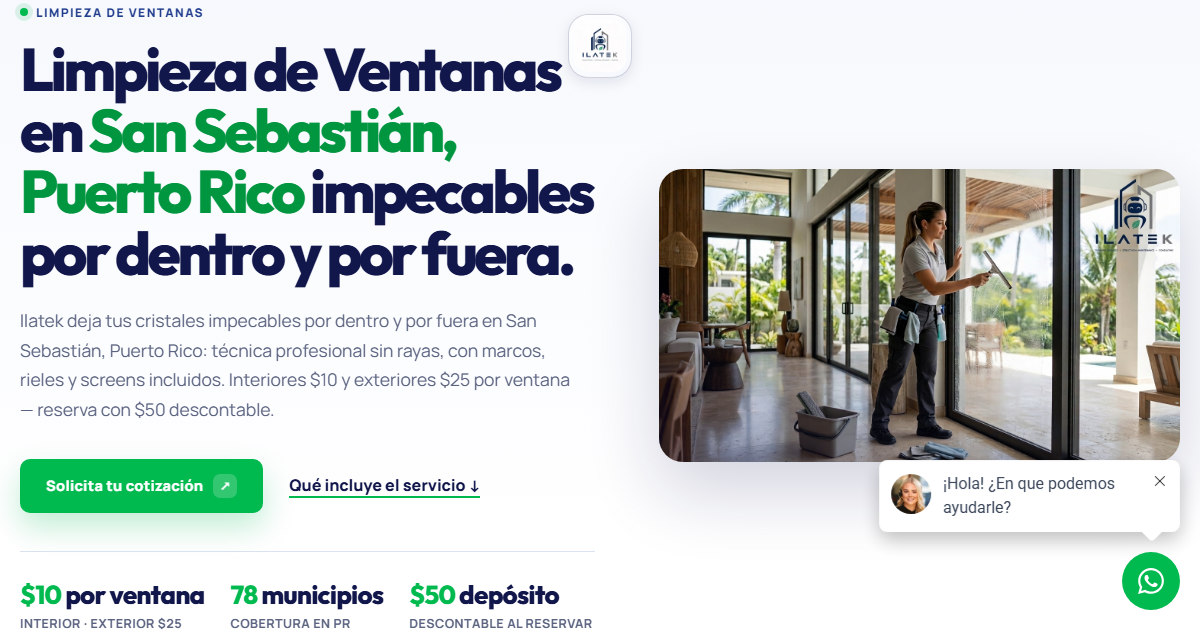 LIMPIEZA DE VENTANAS
ILATEK
Limpieza de Ventanas
en San Sebastián,
Puerto Rico impecables
por dentro y por fuera.
Ilatek deja tus cristales impecables por dentro y por fuera en San
Sebastián, Puerto Rico: técnica profesional sin rayas, con marcos,
rieles y screens incluidos. Interiores $10 y exteriores $25 por ventana
— reserva con $50 descontable.
Solicita tu cotización ↗
Qué incluye el servicio ↓
$10 por ventana
INTERIOR · EXTERIOR $25
78 municipios
COBERTURA EN PR
$50 depósito
DESCONTABLE AL RESERVAR
ILATEK
¡Hola! ¿En que podemos
ayudarle?